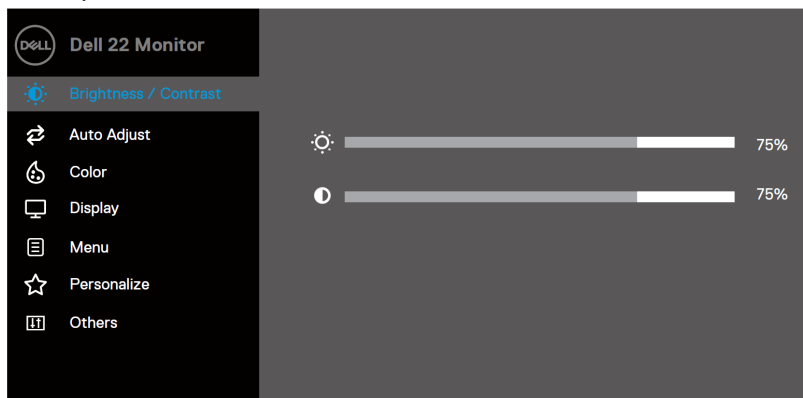 DELL
Dell 22 Monitor
Brightness / Contrast
Auto Adjust
75%
Color
Display
75%
Menu
Personalize
Others